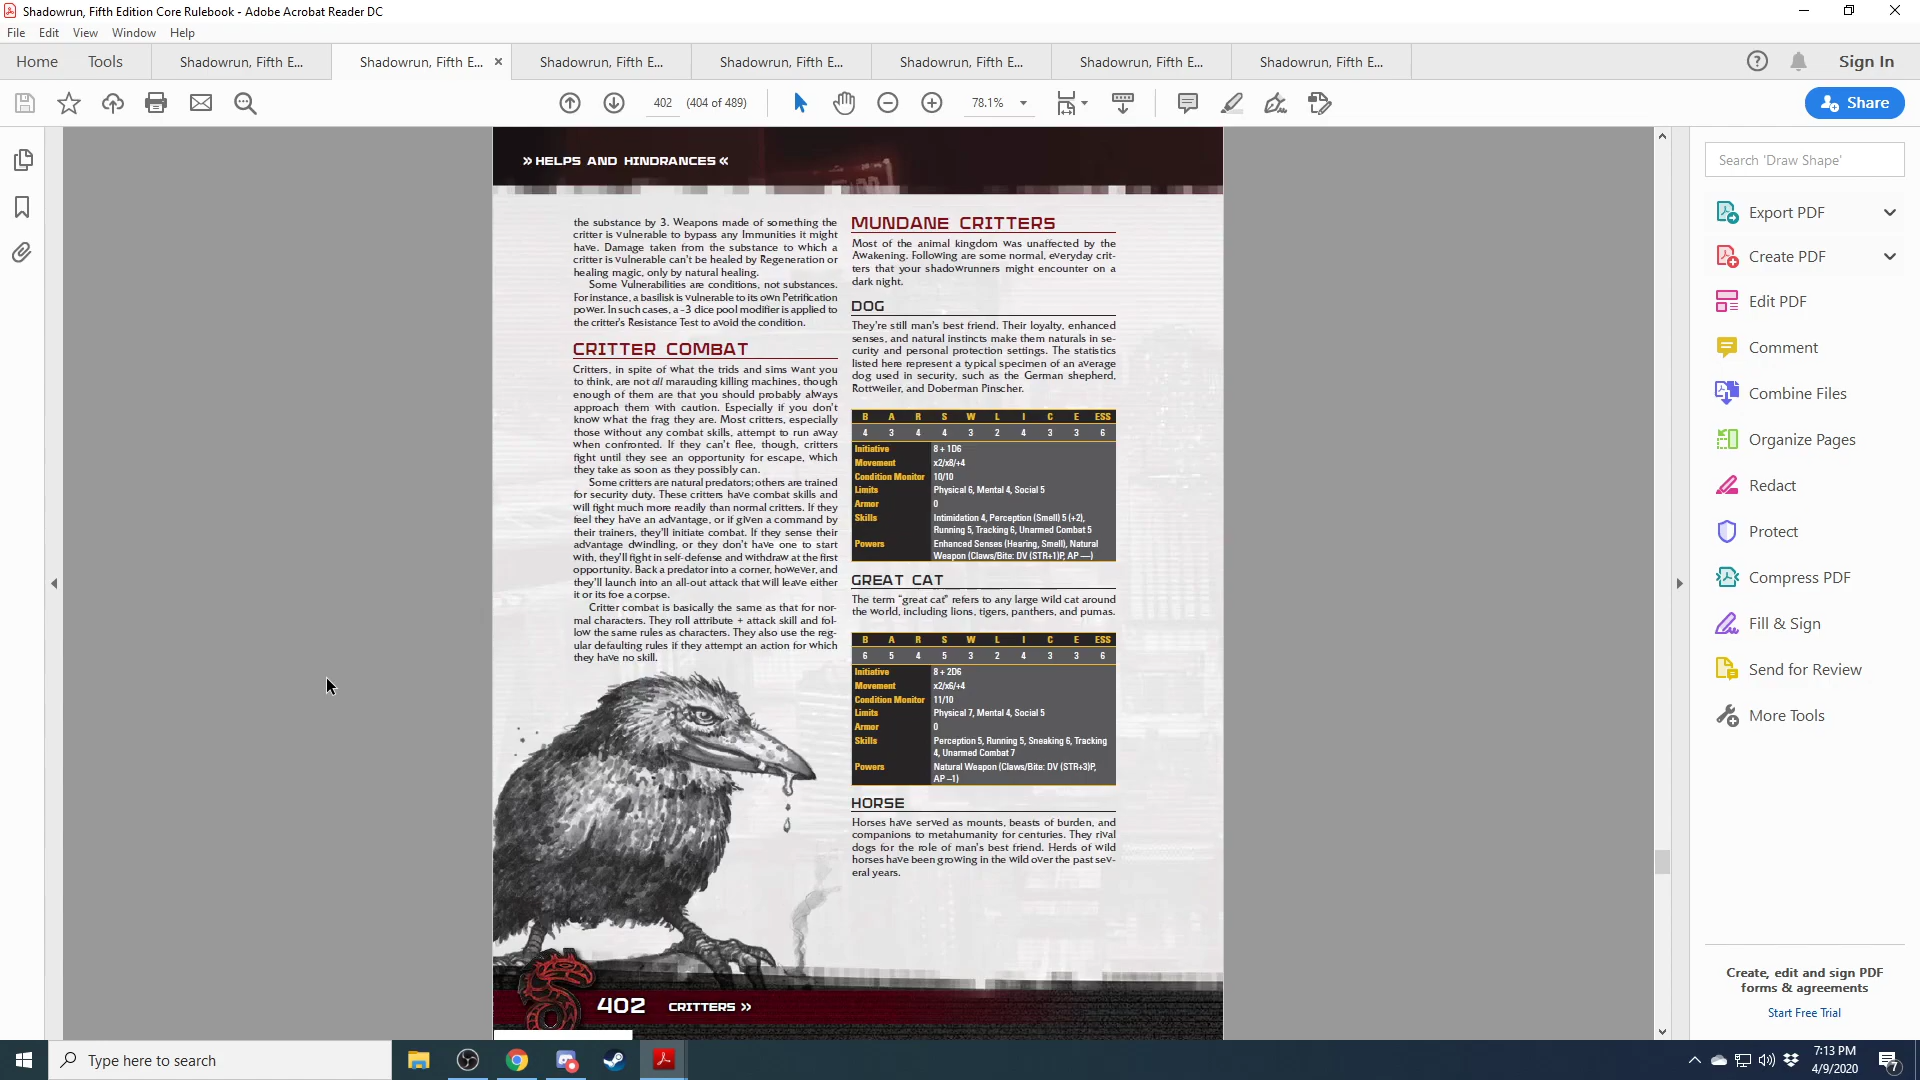 Shadowrun, Fifth Edition Core Rulebook - Adobe Acrobat Reader DC
File Edit View Window Help
Home Tools Shadowrun, Fifth E... Shadowrun, Fifth E... × Shadowrun, Fifth E... Shadowrun, Fifth E... Shadowrun, Fifth E... Shadowrun, Fifth E... Shadowrun, Fifth E... Sign In
402 (404 of 489) 78.1% Share
» HELPS AND HINDRANCES «
the substance by 3. Weapons made of something the
critter is vulnerable to bypass any Immunities it might
have. Damage taken from the substance to which a
critter is vulnerable can't be healed by Regeneration or
healing magic, only by natural healing.
Some Vulnerabilities are conditions, not substances.
For instance, a basilisk is vulnerable to its own Petrification
power. In such cases, a -3 dice pool modifier is applied to
the critter's Resistance Test to avoid the condition.
CRITTER COMBAT
Critters, in spite of what the trids and sims want you
to think, are not all marauding killing machines, though
enough of them are that you should probably always
approach them with caution. Especially if you don't
know what the frag they are. Most critters, especially
those without any combat skills, attempt to run away
when confronted. If they can't flee, though, critters
fight until they see an opportunity for escape, which
they take as soon as they possibly can.
Some critters are natural predators; others are trained
for security duty. These critters have combat skills and
will fight much more readily than normal critters. If they
feel they have an advantage, or if given a command by
their trainers, they'll initiate combat. If they sense their
advantage dwindling, or they don't have one to start
with, they'll fight in self-defense and withdraw at the first
opportunity. Back a predator into a corner, however, and
they'll launch into an all-out attack that will leave either
it or its foe a corpse.
Critter combat is basically the same as that for nor-
mal characters. They roll attribute + attack skill and fol-
low the same rules as characters. They also use the reg-
ular defaulting rules if they attempt an action for which
they have no skill.
MUNDANE CRITTERS
Most of the animal kingdom was unaffected by the
Awakening. Following are some normal, everyday crit-
ters that your shadowrunners might encounter on a
dark night.
DOG
They're still man's best friend. Their loyalty, enhanced
senses, and natural instincts make them naturals in se-
curity and personal protection settings. The statistics
listed here represent a typical specimen of an average
dog used in security, such as the German shepherd,
Rottweiler, and Doberman Pinscher.
B A R S W L I C E ESS
4 3 4 4 3 2 4 3 3 6
Initiative 8 + 1D6
Movement x2/x8/+4
Condition Monitor 10/10
Limits Physical 6, Mental 4, Social 5
Armor 0
Skills Intimidation 4, Perception (Smell) 5 (+2),
Running 5, Tracking 6, Unarmed Combat 5
Powers Enhanced Senses (Hearing, Smell), Natural
Weapon (Claws/Bite: DV (STR+1)P, AP —)
GREAT CAT
The term "great cat" refers to any large wild cat around
the world, including lions, tigers, panthers, and pumas.
B A R S W L I C E ESS
6 5 4 5 3 2 4 3 3 6
Initiative 8 + 2D6
Movement x2/x6/+4
Condition Monitor 11/10
Limits Physical 7, Mental 4, Social 5
Armor 0
Skills Perception 5, Running 5, Sneaking 6, Tracking
4, Unarmed Combat 7
Powers Natural Weapon (Claws/Bite: DV (STR+3)P,
AP –1)
HORSE
Horses have served as mounts, beasts of burden, and
companions to metahumanity for centuries. They rival
dogs for the role of man's best friend. Herds of wild
horses have been growing in the wild over the past sev-
eral years.
402 CRITTERS »
Search 'Draw Shape'
Export PDF
Create PDF
Edit PDF
Comment
Combine Files
Organize Pages
Redact
Protect
Compress PDF
Fill & Sign
Send for Review
More Tools
Create, edit and sign PDF
forms & agreements
Start Free Trial
Type here to search
7:13 PM
4/9/2020
7